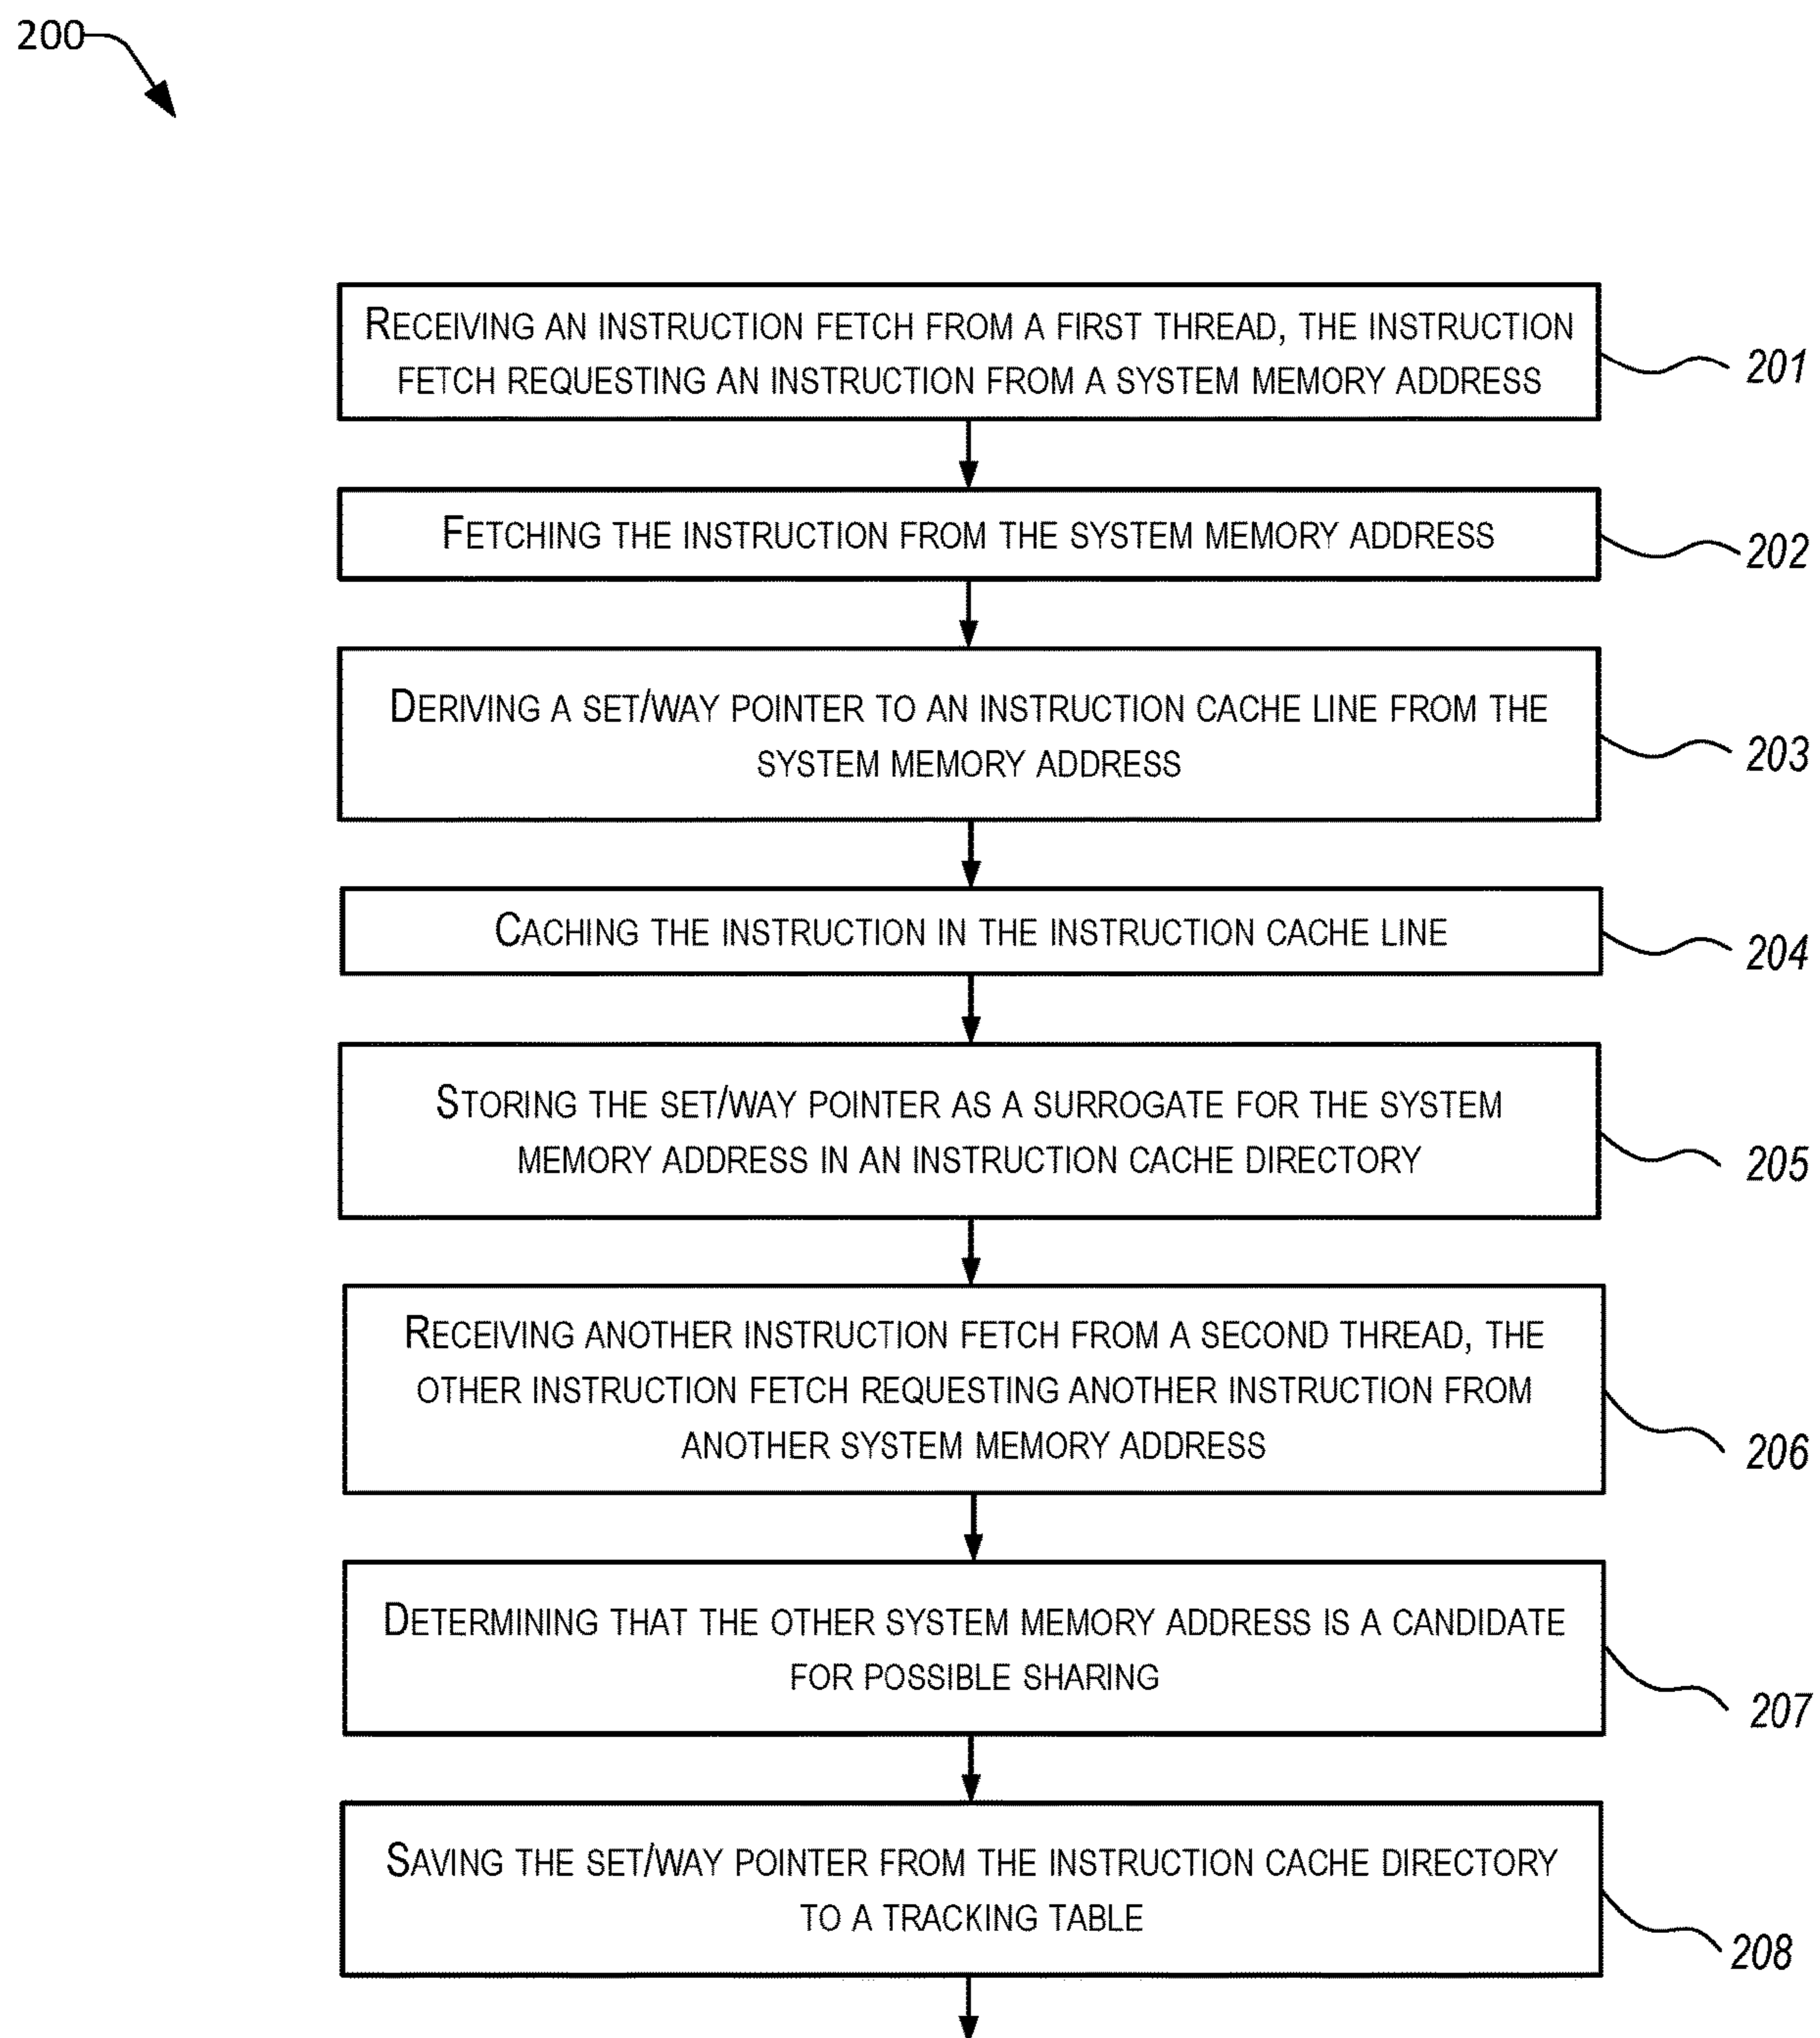 200
RECEIVING AN INSTRUCTION FETCH FROM A FIRST THREAD, THE INSTRUCTION
FETCH REQUESTING AN INSTRUCTION FROM A SYSTEM MEMORY ADDRESS
201
FETCHING THE INSTRUCTION FROM THE SYSTEM MEMORY ADDRESS
202
DERIVING A SET/WAY POINTER TO AN INSTRUCTION CACHE LINE FROM THE
SYSTEM MEMORY ADDRESS
203
CACHING THE INSTRUCTION IN THE INSTRUCTION CACHE LINE
204
STORING THE SET/WAY POINTER AS A SURROGATE FOR THE SYSTEM
MEMORY ADDRESS IN AN INSTRUCTION CACHE DIRECTORY
205
RECEIVING ANOTHER INSTRUCTION FETCH FROM A SECOND THREAD, THE
OTHER INSTRUCTION FETCH REQUESTING ANOTHER INSTRUCTION FROM
ANOTHER SYSTEM MEMORY ADDRESS
206
DETERMINING THAT THE OTHER SYSTEM MEMORY ADDRESS IS A CANDIDATE
FOR POSSIBLE SHARING
207
SAVING THE SET/WAY POINTER FROM THE INSTRUCTION CACHE DIRECTORY
TO A TRACKING TABLE
208